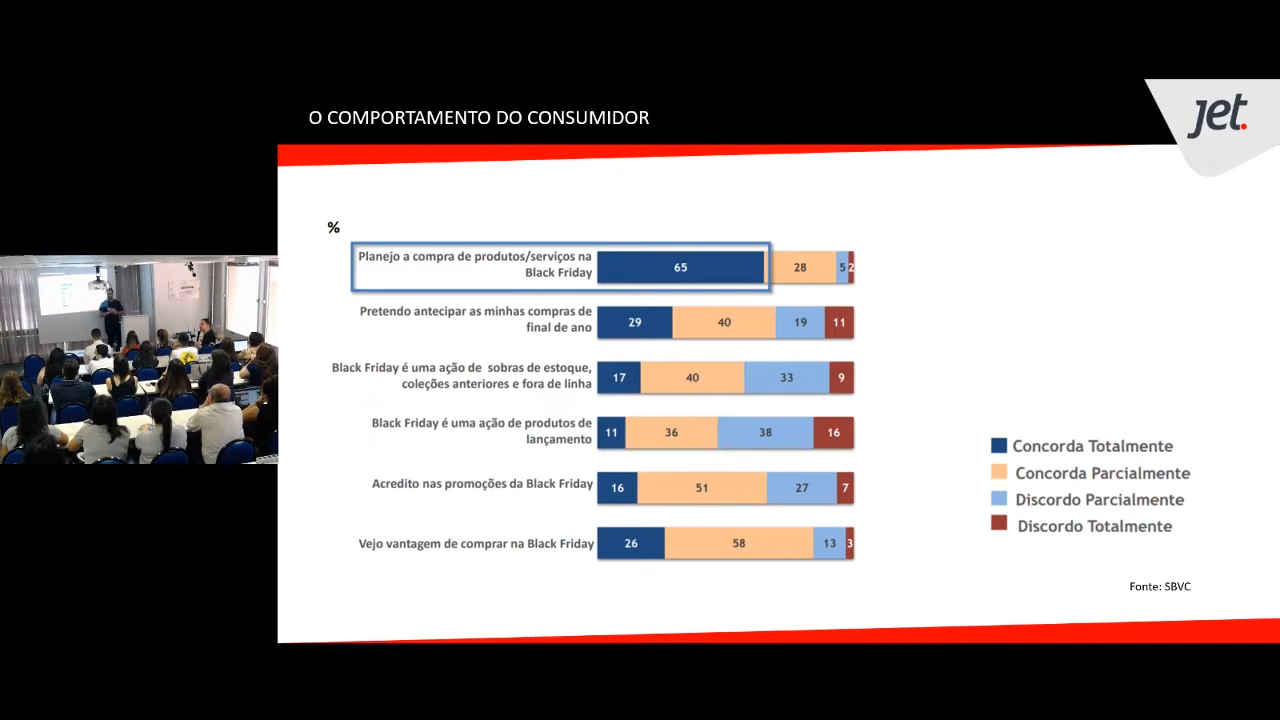 O COMPORTAMENTO DO CONSUMIDOR
jet.
%
Planejo a compra de produtos/serviços na
Black Friday
65 28 5 2
Pretendo antecipar as minhas compras de
final de ano
29 40 19 11
Black Friday é uma ação de sobras de estoque,
coleções anteriores e fora de linha
17 40 33 9
Black Friday é uma ação de produtos de
lançamento
11 36 38 16
Acredito nas promoções da Black Friday
16 51 27 7
Vejo vantagem de comprar na Black Friday
26 58 13 3
Concorda Totalmente
Concorda Parcialmente
Discordo Parcialmente
Discordo Totalmente
Fonte: SBVC